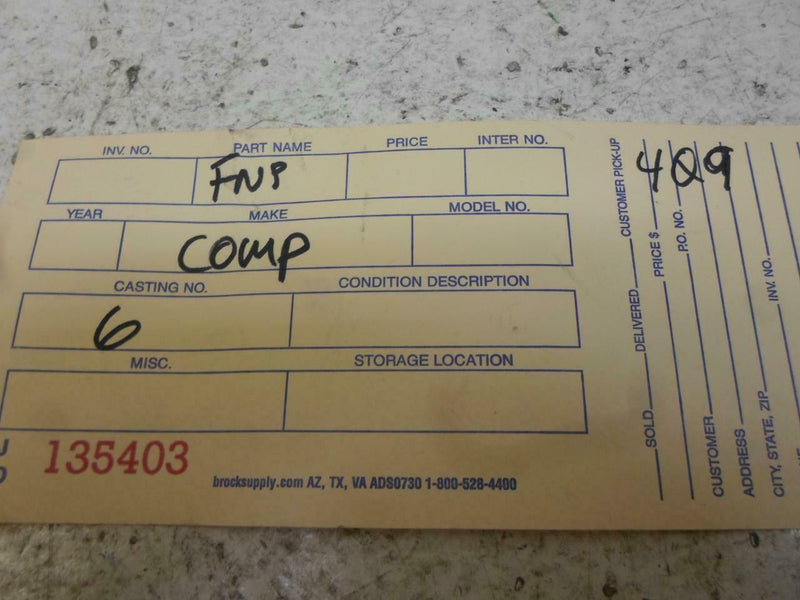 INV. NO. PART NAME PRICE INTER NO.
FNP
YEAR MAKE MODEL NO.
COMP
CASTING NO. CONDITION DESCRIPTION
6
MISC. STORAGE LOCATION
135403
brocksupply.com AZ, TX, VA ADS0730 1-800-528-4400
409
SOLD DELIVERED CUSTOMER PICK-UP
PRICE $
P.O. NO.
CUSTOMER
ADDRESS
CITY, STATE, ZIP INV. NO.